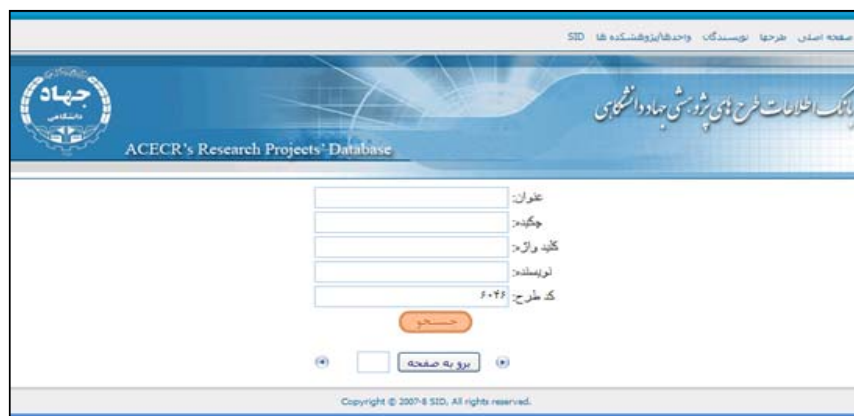 صفحه اصلی طرحها نویسندگان واحدها/پژوهشکده ها SID
بانک اطلاعات طرح های پژوهشی جهاد دانشگاهی
جهاد
دانشگاهی
ACECR's Research Projects' Database
عنوان:
چکیده:
کلید واژه:
نویسنده:
کد طرح: ۶۰۴۶
جستجو
برو به صفحه
Copyright © 2007-8 SID, All rights reserved.